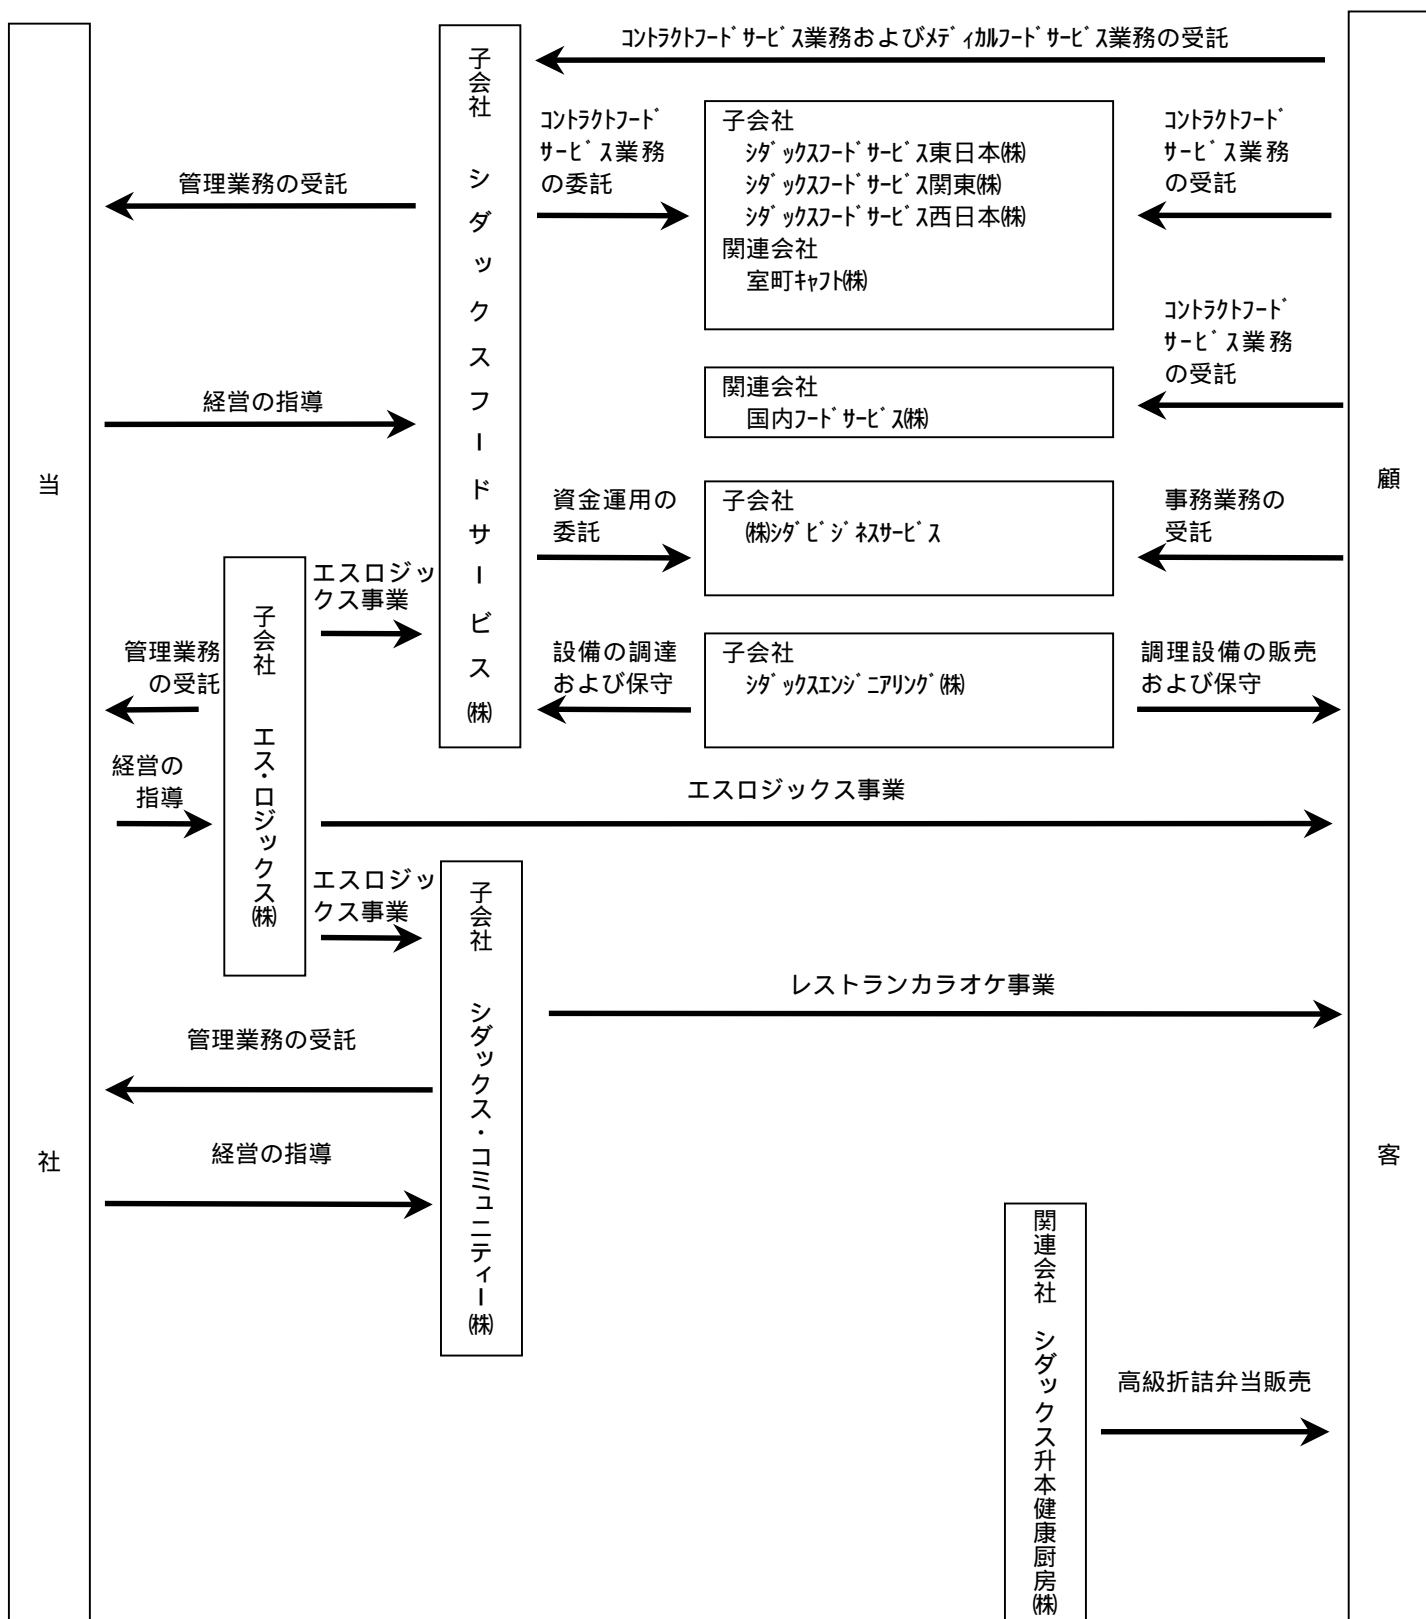 当社
顧客
コントラクトフードサービス業務およびメディカルフードサービス業務の受託
子会社 シダックスフードサービス㈱
管理業務の受託
経営の指導
コントラクトフード
サービス業務
の委託
子会社
シダックスフードサービス東日本㈱
シダックスフードサービス関東㈱
シダックスフードサービス西日本㈱
関連会社
室町キャフト㈱
コントラクトフード
サービス業務
の受託
関連会社
国内フードサービス㈱
コントラクトフード
サービス業務
の受託
資金運用の
委託
子会社
㈱シダビジネスサービス
事務業務の
受託
設備の調達
および保守
子会社
シダックスエンジニアリング㈱
調理設備の販売
および保守
子会社 エス・ロジックス㈱
エスロジッ
クス事業
管理業務
の受託
経営の
指導
エスロジックス事業
エスロジッ
クス事業
子会社 シダックス・コミュニティー㈱
レストランカラオケ事業
管理業務の受託
経営の指導
関連会社 シダックス升本健康厨房㈱
高級折詰弁当販売